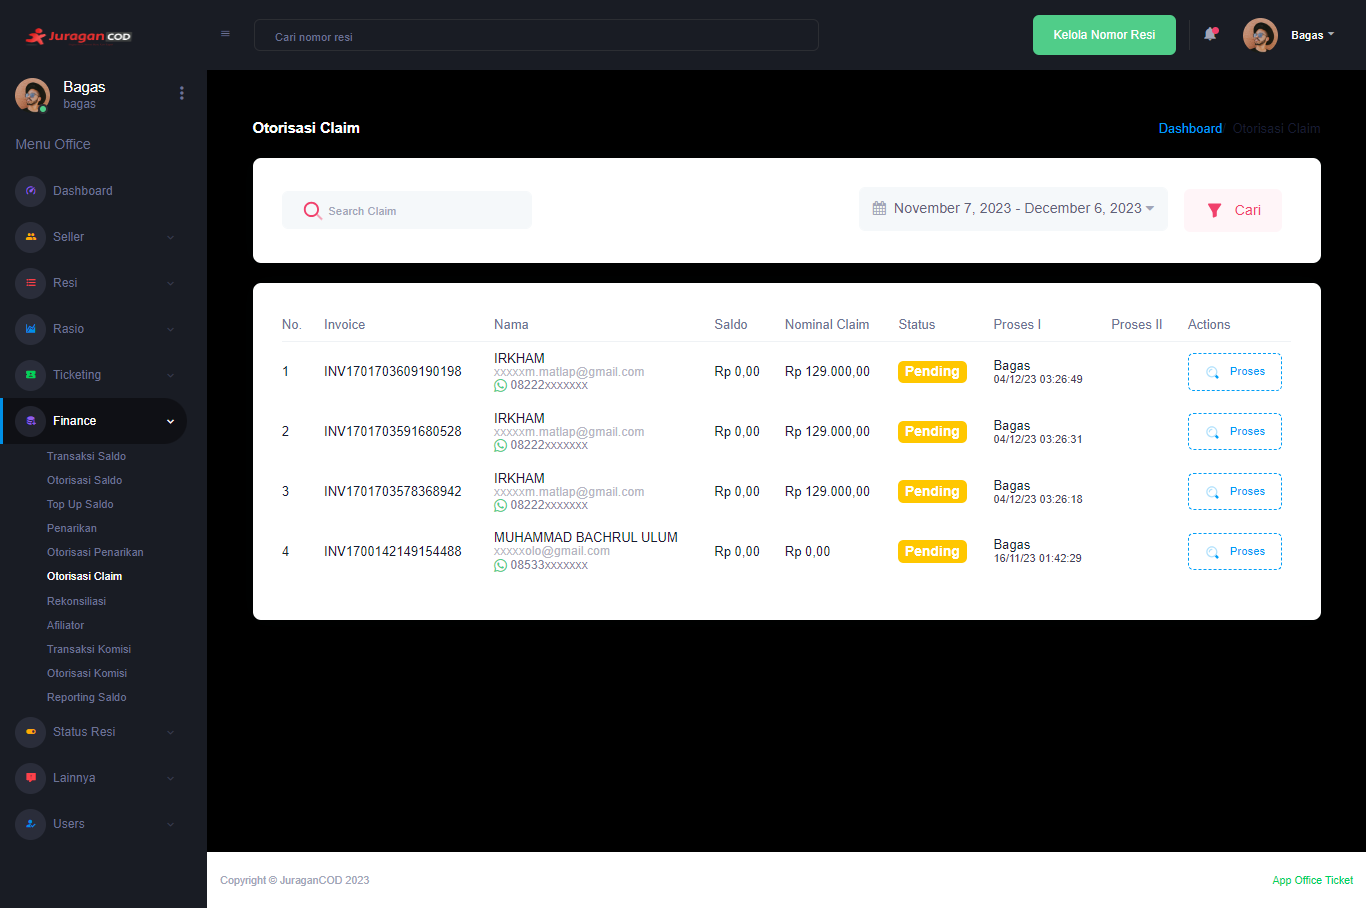 JuraganCOD
Cari nomor resi
Kelola Nomor Resi
Bagas
Bagas
bagas
Menu Office
Dashboard
Seller
Resi
Rasio
Ticketing
Finance
Transaksi Saldo
Otorisasi Saldo
Top Up Saldo
Penarikan
Otorisasi Penarikan
Otorisasi Claim
Rekonsiliasi
Afiliator
Transaksi Komisi
Otorisasi Komisi
Reporting Saldo
Status Resi
Lainnya
Users
Otorisasi Claim
Dashboard Otorisasi Claim
Search Claim
November 7, 2023 - December 6, 2023
Cari
No. Invoice Nama Saldo Nominal Claim Status Proses I Proses II Actions
1 INV1701703609190198 IRKHAM Rp 0,00 Rp 129.000,00 Pending Bagas Proses
xxxxxm.matlap@gmail.com 04/12/23 03:26:49
08222xxxxxxx
2 INV1701703591680528 IRKHAM Rp 0,00 Rp 129.000,00 Pending Bagas Proses
xxxxxm.matlap@gmail.com 04/12/23 03:26:31
08222xxxxxxx
3 INV1701703578368942 IRKHAM Rp 0,00 Rp 129.000,00 Pending Bagas Proses
xxxxxm.matlap@gmail.com 04/12/23 03:26:18
08222xxxxxxx
4 INV1700142149154488 MUHAMMAD BACHRUL ULUM Rp 0,00 Rp 0,00 Pending Bagas Proses
xxxxxolo@gmail.com 16/11/23 01:42:29
08533xxxxxxx
Copyright © JuraganCOD 2023
App Office Ticket